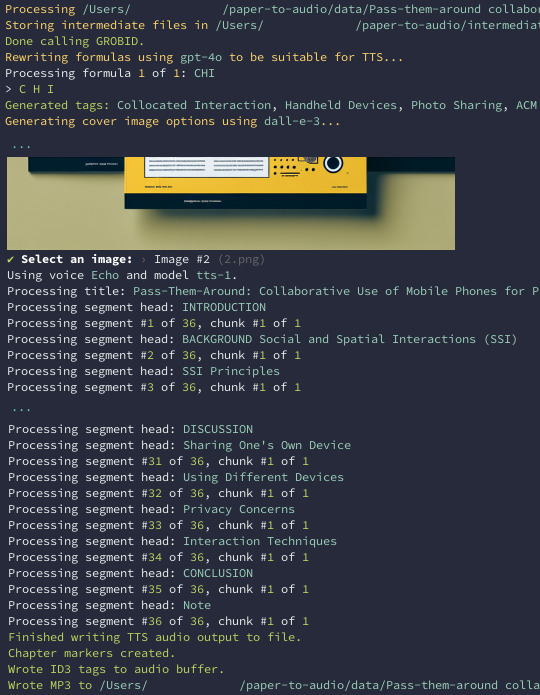 Processing /Users/ /paper-to-audio/data/Pass-them-around collabor
Storing intermediate files in /Users/ /paper-to-audio/intermediat
Done calling GROBID.
Rewriting formulas using gpt-4o to be suitable for TTS...
Processing formula 1 of 1: CHI
> C H I
Generated tags: Collocated Interaction, Handheld Devices, Photo Sharing, ACM
Generating cover image options using dall-e-3...
...
✔ Select an image: › Image #2 (2.png)
Using voice Echo and model tts-1.
Processing title: Pass-Them-Around: Collaborative Use of Mobile Phones for P
Processing segment head: INTRODUCTION
Processing segment #1 of 36, chunk #1 of 1
Processing segment head: BACKGROUND Social and Spatial Interactions (SSI)
Processing segment #2 of 36, chunk #1 of 1
Processing segment head: SSI Principles
Processing segment #3 of 36, chunk #1 of 1
...
Processing segment head: DISCUSSION
Processing segment head: Sharing One's Own Device
Processing segment #31 of 36, chunk #1 of 1
Processing segment head: Using Different Devices
Processing segment #32 of 36, chunk #1 of 1
Processing segment head: Privacy Concerns
Processing segment #33 of 36, chunk #1 of 1
Processing segment head: Interaction Techniques
Processing segment #34 of 36, chunk #1 of 1
Processing segment head: CONCLUSION
Processing segment #35 of 36, chunk #1 of 1
Processing segment head: Note
Processing segment #36 of 36, chunk #1 of 1
Finished writing TTS audio output to file.
Chapter markers created.
Wrote ID3 tags to audio buffer.
Wrote MP3 to /Users/ /paper-to-audio/data/Pass-them-around colla